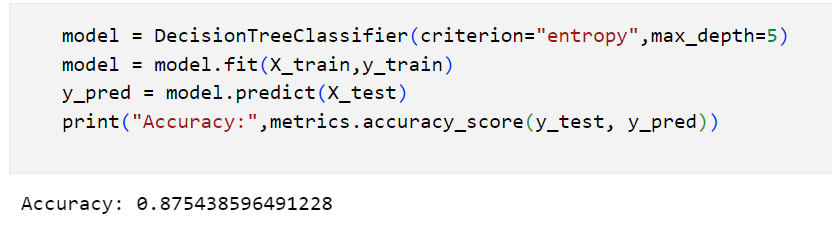 model = DecisionTreeClassifier(criterion="entropy",max_depth=5)
model = model.fit(X_train,y_train)
y_pred = model.predict(X_test)
print("Accuracy:",metrics.accuracy_score(y_test, y_pred))
Accuracy: 0.875438596491228